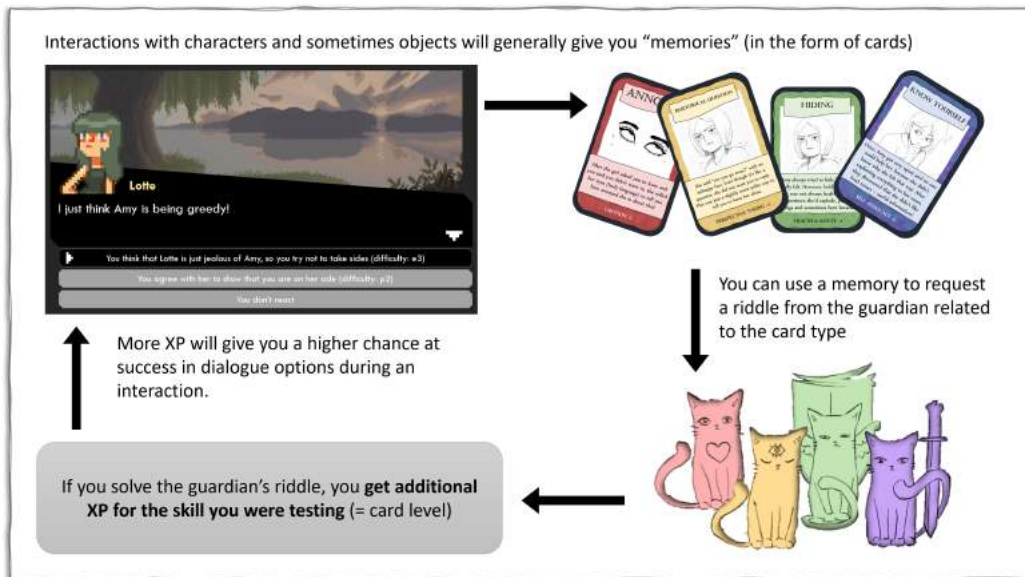 Interactions with characters and sometimes objects will generally give you “memories” (in the form of cards)
Lotte
I just think Amy is being greedy!
You think that Lotte is just jealous of Amy, so you try not to take sides (difficulty: e3)
You agree with her to show that you are on her side (difficulty: p2)
You don't react
ANNO
RHETORICAL QUESTION
HIDING
KNOW YOURSELF
You can use a memory to request
a riddle from the guardian related
to the card type
More XP will give you a higher chance at
success in dialogue options during an
interaction.
If you solve the guardian’s riddle, you get additional
XP for the skill you were testing (= card level)